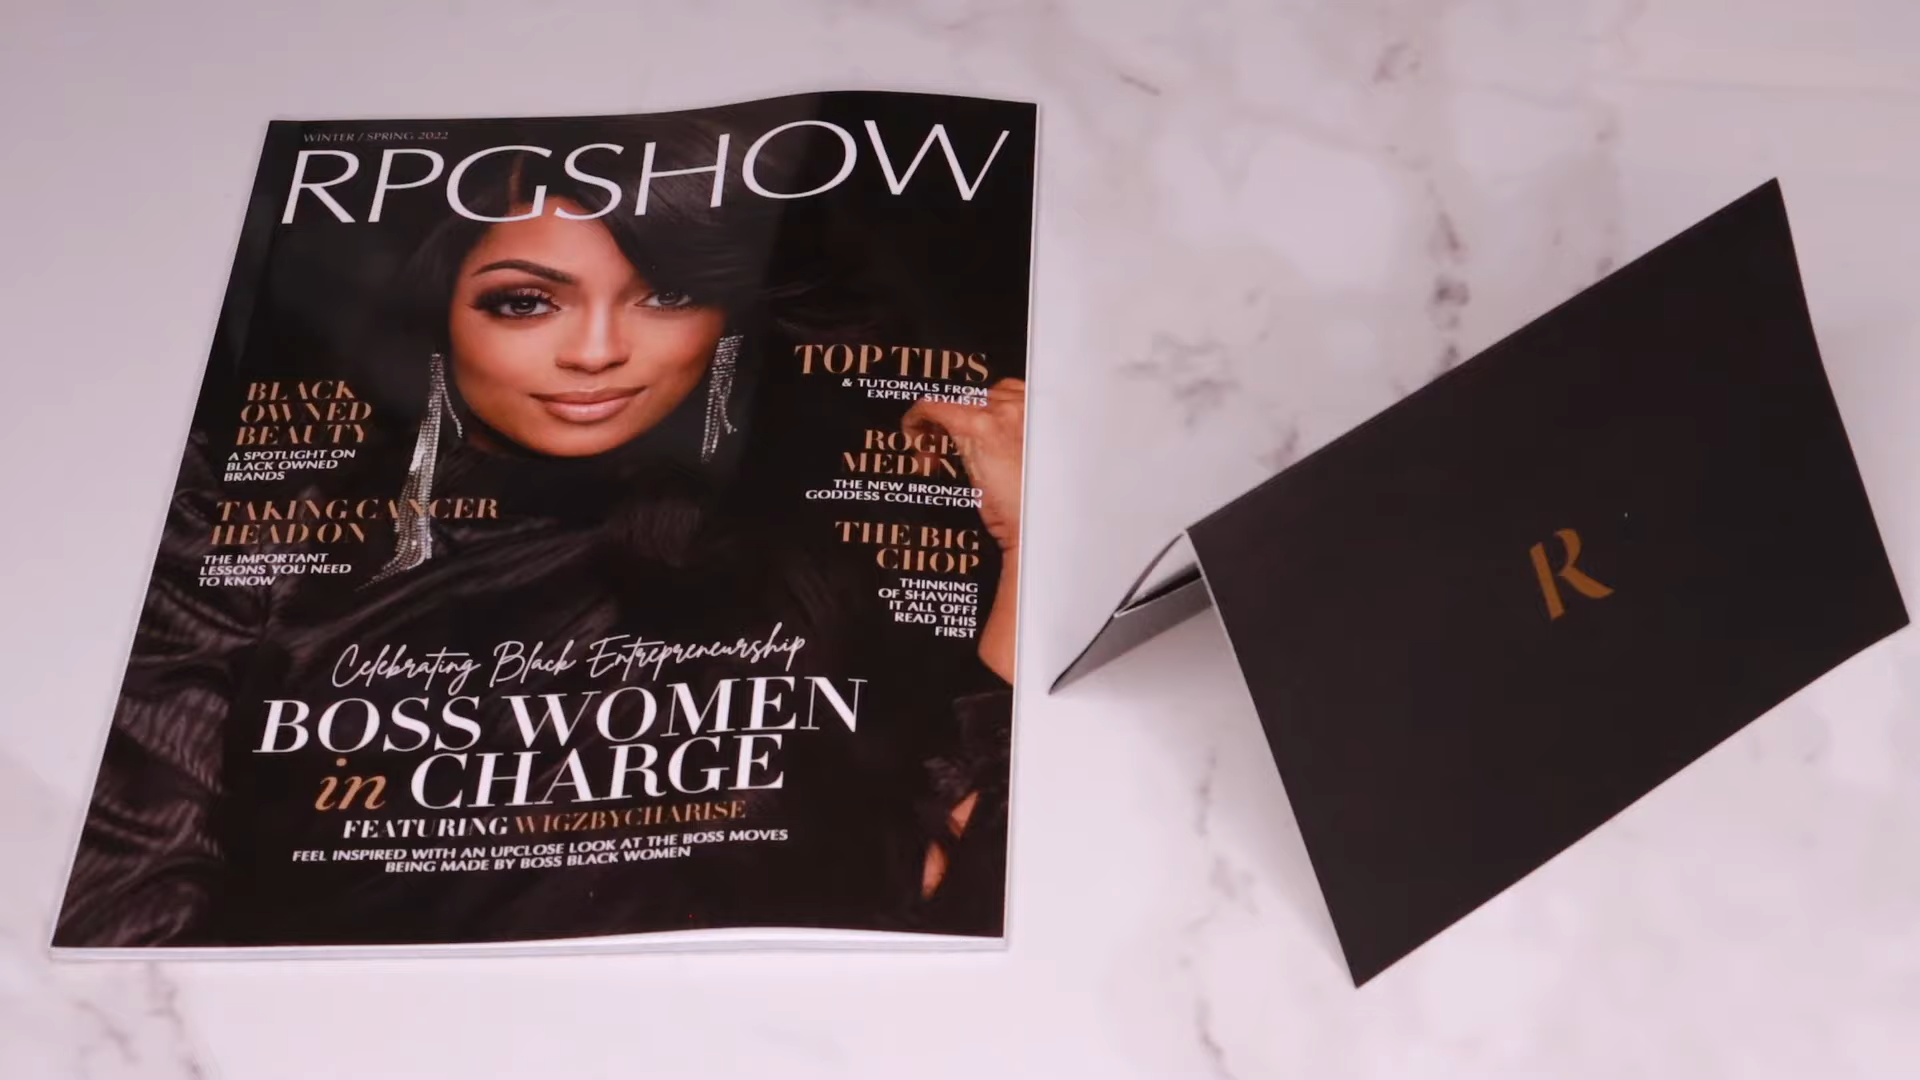 WINTER / SPRING 2022
RPGSHOW
BLACK
OWNED
BEAUTY
A SPOTLIGHT ON
BLACK OWNED
BRANDS
TAKING CANCER
HEAD ON
THE IMPORTANT
LESSONS YOU NEED
TO KNOW
TOP TIPS
& TUTORIALS FROM
EXPERT STYLISTS
ROGER
MEDINA
THE NEW BRONZED
GODDESS COLLECTION
THE BIG
CHOP
THINKING
OF SHAVING
IT ALL OFF?
READ THIS
FIRST
Celebrating Black Entrepreneurship
BOSS WOMEN
in CHARGE
FEATURING WIGZBYCHARISE
FEEL INSPIRED WITH AN UPCLOSE LOOK AT THE BOSS MOVES
BEING MADE BY BOSS BLACK WOMEN
R